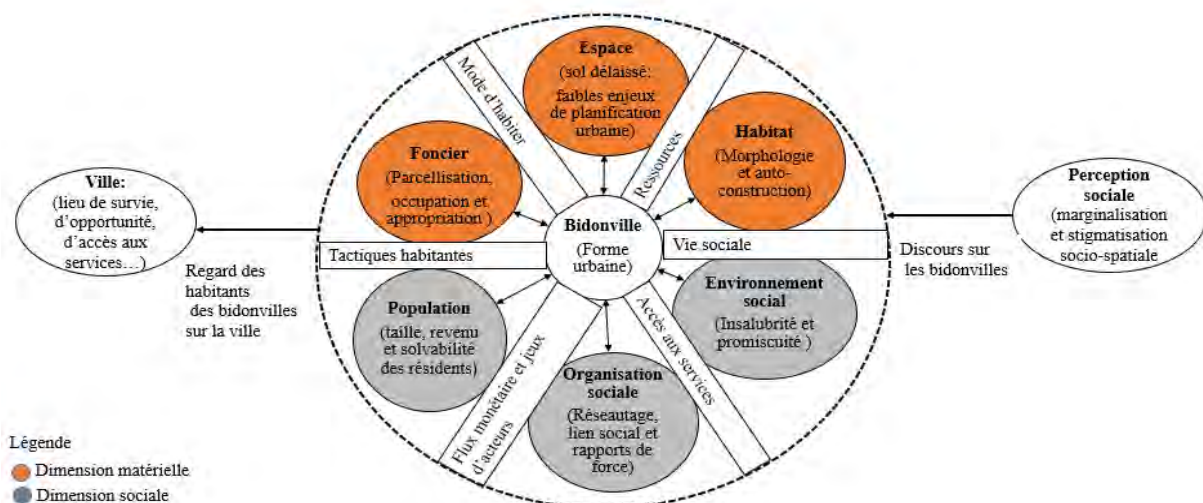 Espace
(sol délaissé:
faibles enjeux
de planification
urbaine)
Mode d'habiter
Ressources
Foncier
(Parcellisation,
occupation et
appropriation )
Habitat
(Morphologie
et auto-
construction)
Ville:
(lieu de survie,
d'opportunité,
d'accès aux
services…)
Bidonville
(Forme
urbaine)
Perception
sociale
(marginalisation
et stigmatisation
socio-spatiale
Tactiques habitantes
Vie sociale
Regard des
habitants
des bidonvilles
sur la ville
Discours sur
les bidonvilles
Population
(taille, revenu
et solvabilité
des résidents)
Environnement
social
(Insalubrité et
promiscuité )
Flux monétaire et jeux
d'acteurs
Accès aux services
Organisation
sociale
(Réseautage,
lien social et
rapports de
force)
Légende
Dimension matérielle
Dimension sociale